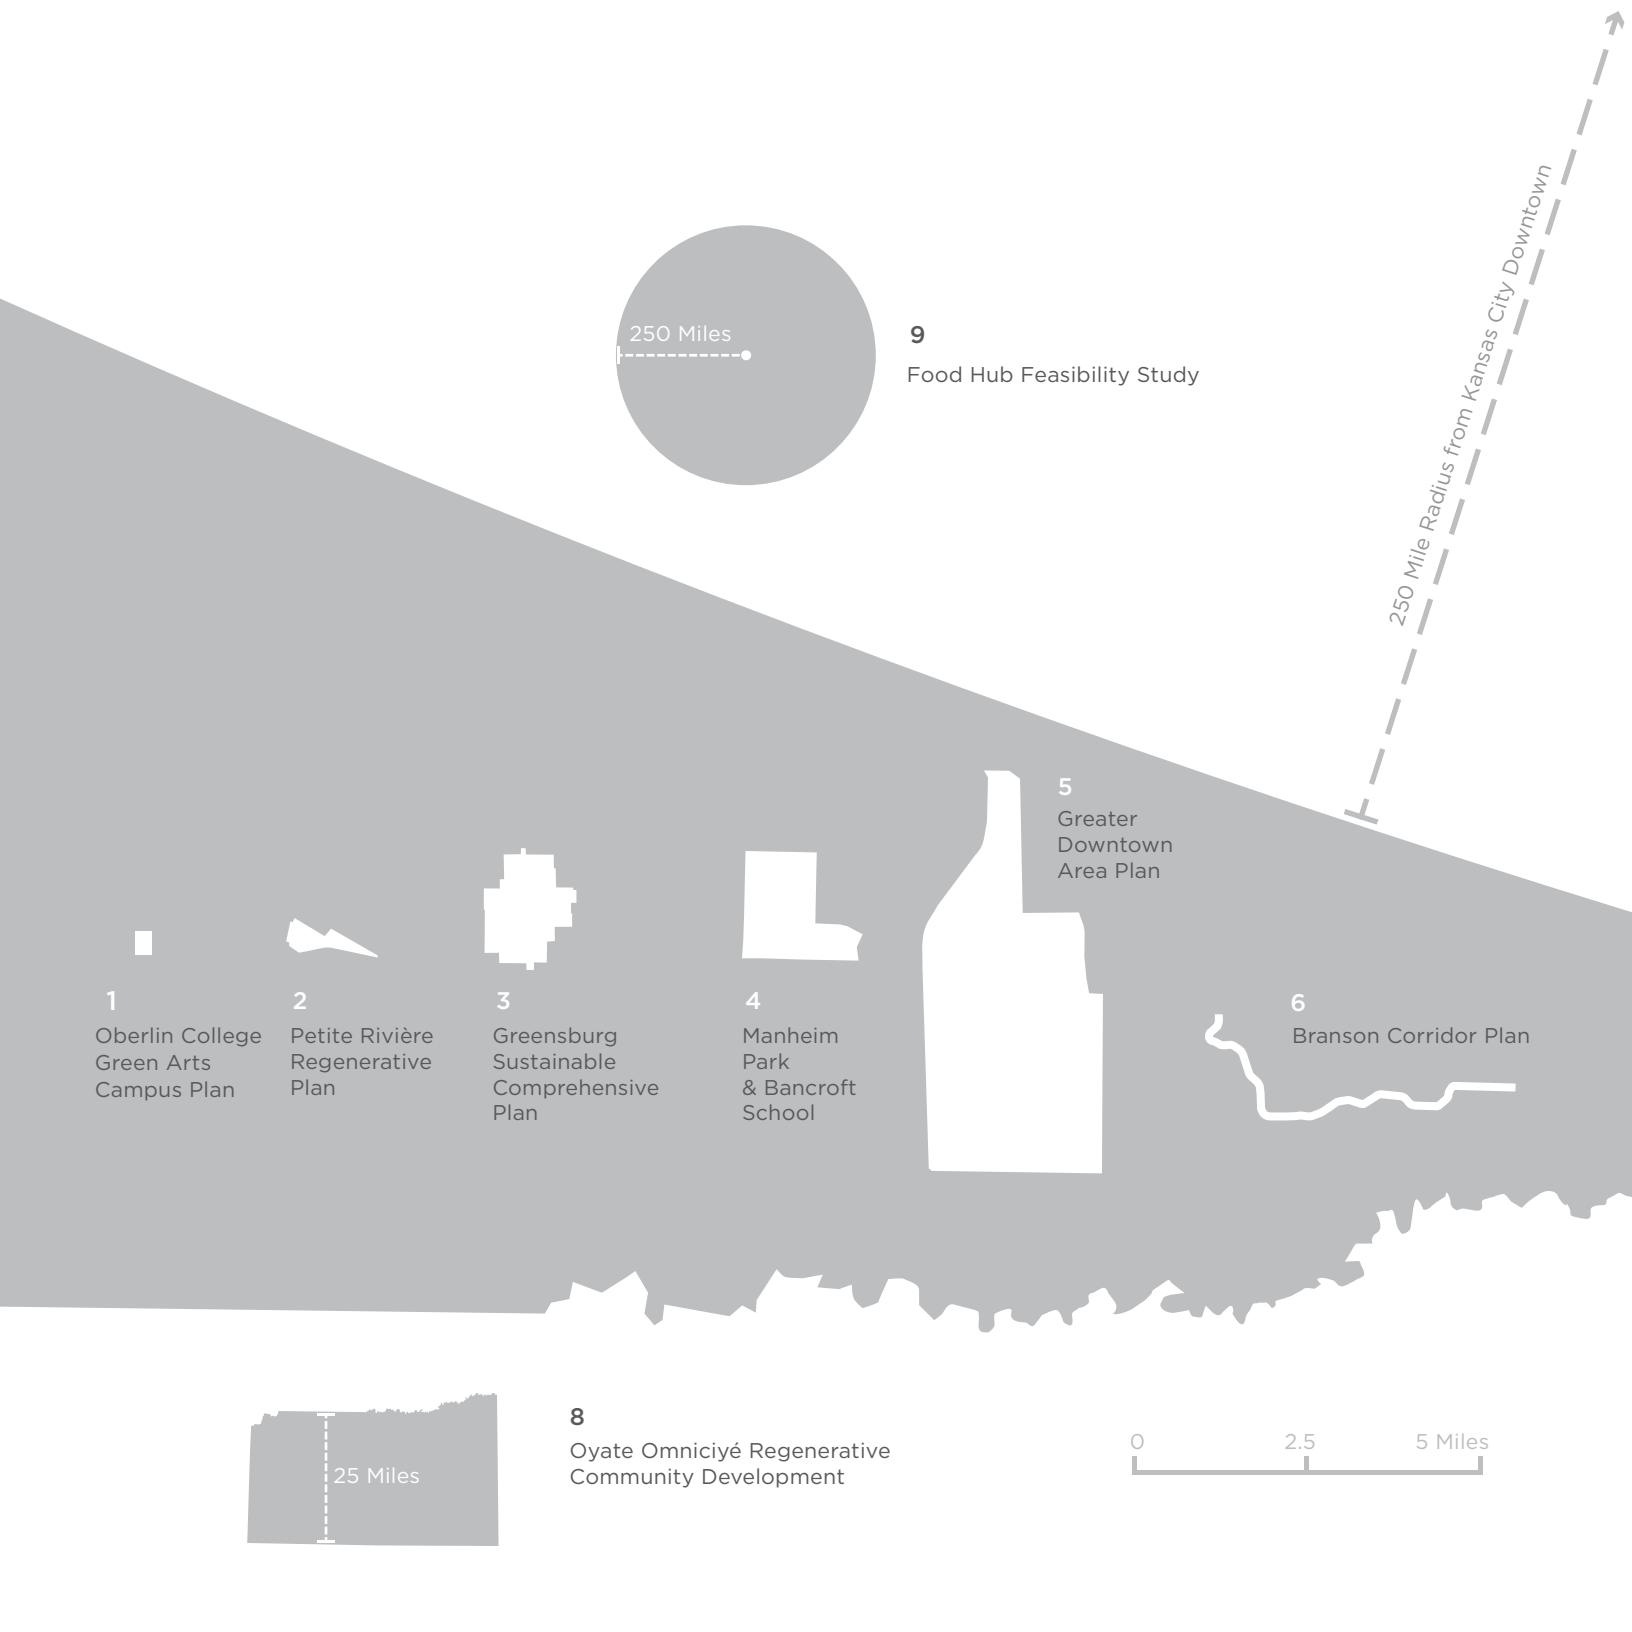 250 Mile Radius from Kansas City Downtown
250 Miles
9
Food Hub Feasibility Study
5
Greater
Downtown
Area Plan
1
Oberlin College
Green Arts
Campus Plan
2
Petite Rivière
Regenerative
Plan
3
Greensburg
Sustainable
Comprehensive
Plan
4
Manheim
Park
& Bancroft
School
6
Branson Corridor Plan
25 Miles
8
Oyate Omniciyé Regenerative
Community Development
0 2.5 5 Miles